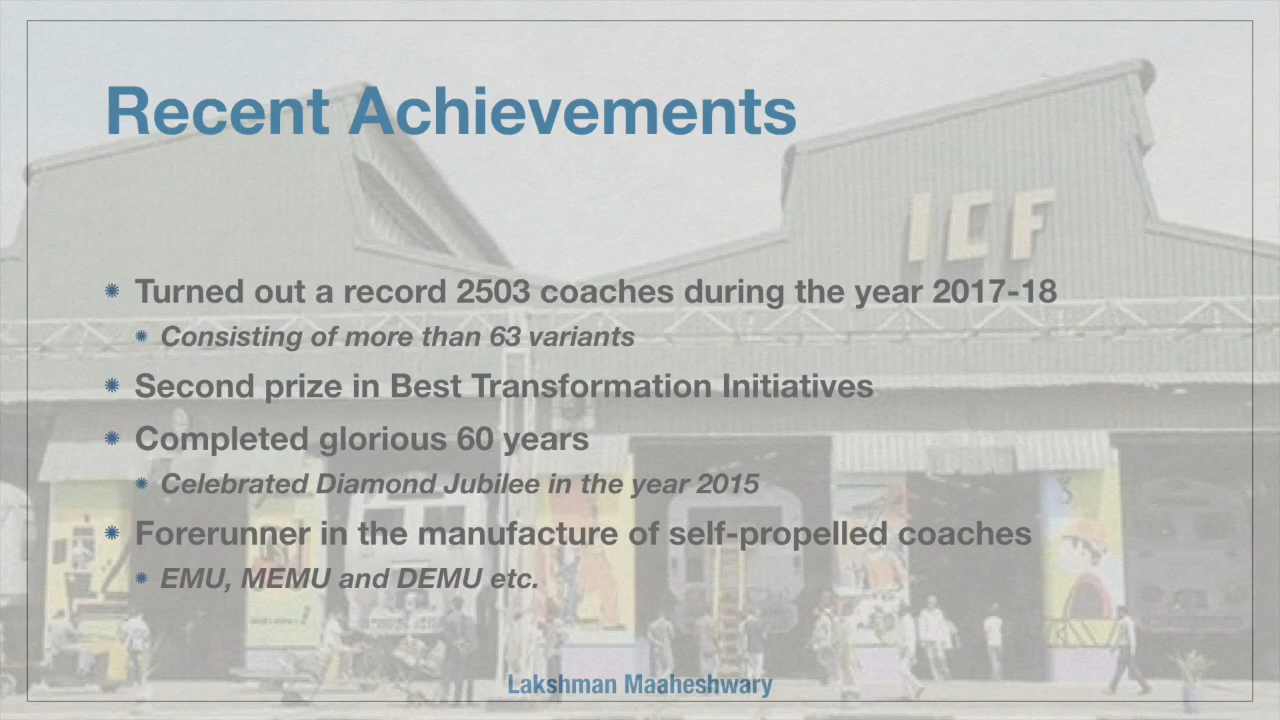 Recent Achievements
ICF
Turned out a record 2503 coaches during the year 2017-18
Consisting of more than 63 variants
Second prize in Best Transformation Initiatives
Completed glorious 60 years
Celebrated Diamond Jubilee in the year 2015
Forerunner in the manufacture of self-propelled coaches
EMU, MEMU and DEMU etc.
Lakshman Maaheshwary